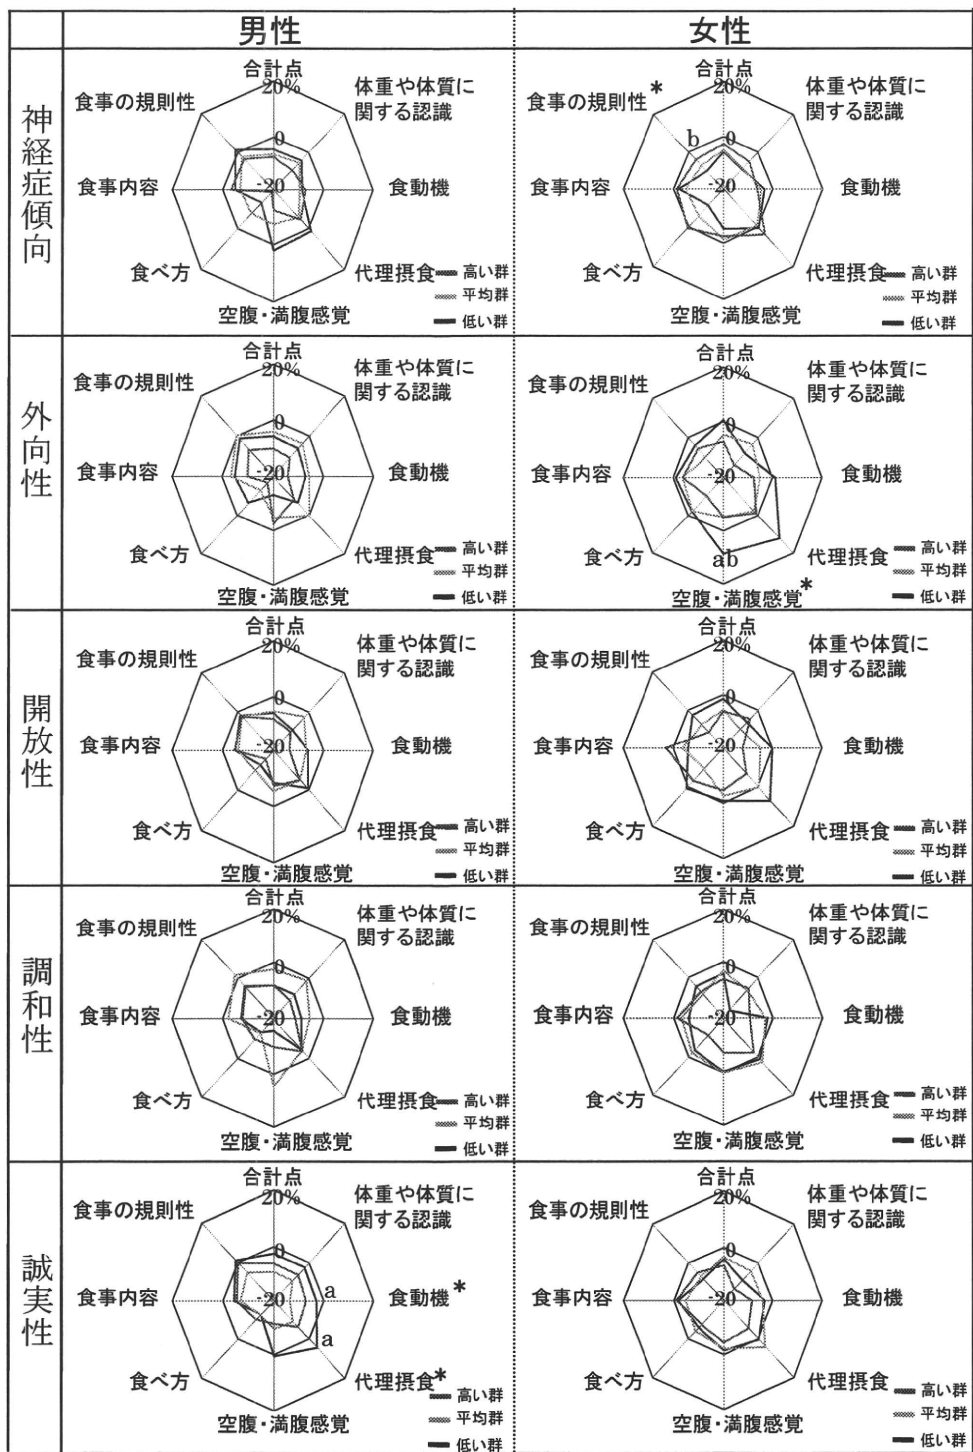 男性
女性
神経症傾向
合計点
20%
体重や体質に
関する認識
食動機
代理摂食
空腹・満腹感覚
食べ方
食事内容
食事の規則性
0
-20
高い群
平均群
低い群
合計点
20%
体重や体質に
関する認識
食動機
代理摂食
空腹・満腹感覚
食べ方
食事内容
食事の規則性*
b
0
-20
高い群
平均群
低い群
外向性
合計点
20%
体重や体質に
関する認識
食動機
代理摂食
空腹・満腹感覚
食べ方
食事内容
食事の規則性
0
-20
高い群
平均群
低い群
合計点
20%
体重や体質に
関する認識
食動機
代理摂食
空腹・満腹感覚*
食べ方
食事内容
食事の規則性
0
-20
ab
高い群
平均群
低い群
開放性
合計点
20%
体重や体質に
関する認識
食動機
代理摂食
空腹・満腹感覚
食べ方
食事内容
食事の規則性
0
-20
高い群
平均群
低い群
合計点
20%
体重や体質に
関する認識
食動機
代理摂食
空腹・満腹感覚
食べ方
食事内容
食事の規則性
0
-20
高い群
平均群
低い群
調和性
合計点
20%
体重や体質に
関する認識
食動機
代理摂食
空腹・満腹感覚
食べ方
食事内容
食事の規則性
0
-20
高い群
平均群
低い群
合計点
20%
体重や体質に
関する認識
食動機
代理摂食
空腹・満腹感覚
食べ方
食事内容
食事の規則性
0
-20
高い群
平均群
低い群
誠実性
合計点
20%
体重や体質に
関する認識
食動機*
代理摂食*
空腹・満腹感覚
食べ方
食事内容
食事の規則性
0
-20
a
a
高い群
平均群
低い群
合計点
20%
体重や体質に
関する認識
食動機
代理摂食
空腹・満腹感覚
食べ方
食事内容
食事の規則性
0
-20
高い群
平均群
低い群